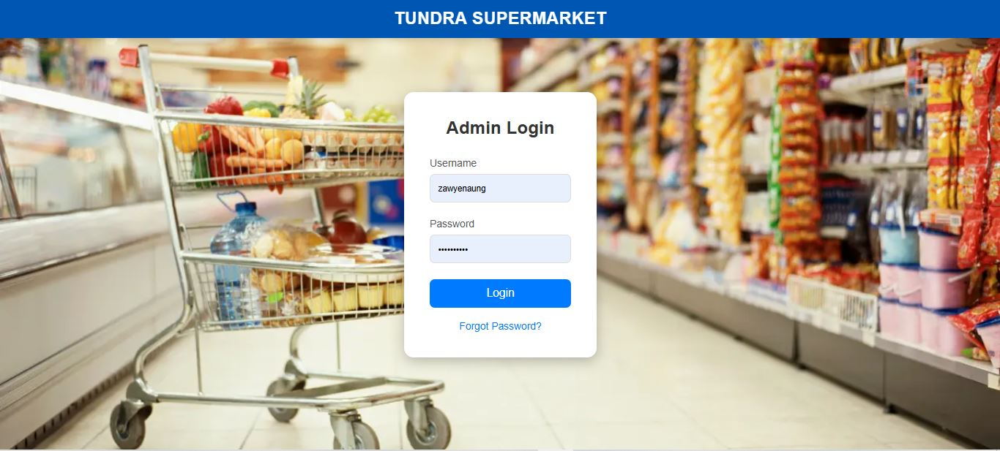 TUNDRA SUPERMARKET
Admin Login
Username
zawyenaung
Password
••••••••••
Login
Forgot Password?